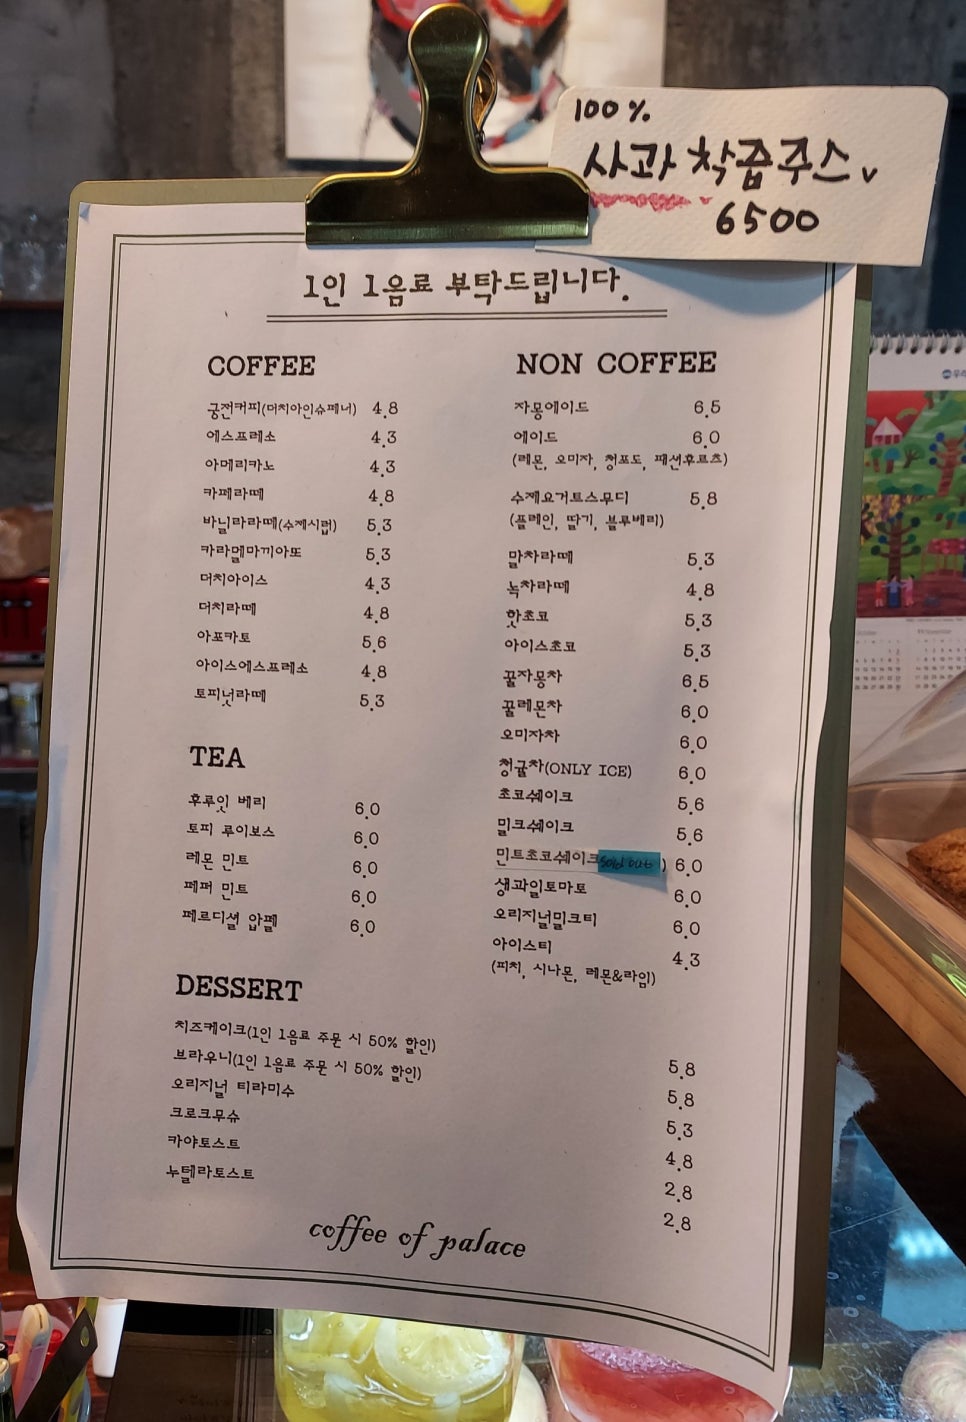 100%
사과 착즙주스
6500
1인 1음료 부탁드립니다.
COFFEE
궁전커피(더치아인슈페너) 4.8
에스프레소 4.3
아메리카노 4.3
카페라떼 4.8
바닐라라떼(수제시럽) 5.3
카라멜마끼아또 5.3
더치아이스 4.3
더치라떼 4.8
아포카토 5.6
아이스에스프레소 4.8
토피넛라떼 5.3
TEA
후루잇 베리 6.0
토피 루이보스 6.0
레몬 민트 6.0
페퍼 민트 6.0
페르디셜 압펠 6.0
NON COFFEE
자몽에이드 6.5
에이드 6.0
(레몬, 오미자, 청포도, 패션후르츠)
수제요거트스무디 5.8
(플레인, 딸기, 블루베리)
말차라떼 5.3
녹차라떼 4.8
핫초코 5.3
아이스초코 5.3
꿀자몽차 6.5
꿀레몬차 6.0
오미자차 6.0
청귤차(ONLY ICE) 6.0
초코쉐이크 5.6
밀크쉐이크 5.6
민트초코쉐이크 sold out ) 6.0
생과일토마토 6.0
오리지널밀크티 6.0
아이스티 4.3
(피치, 시나몬, 레몬&라임)
DESSERT
치즈케이크(1인 1음료 주문 시 50% 할인) 5.8
브라우니(1인 1음료 주문 시 50% 할인) 5.8
오리지널 티라미수 5.3
크로크무슈 4.8
카야토스트 2.8
누텔라토스트 2.8
coffee of palace